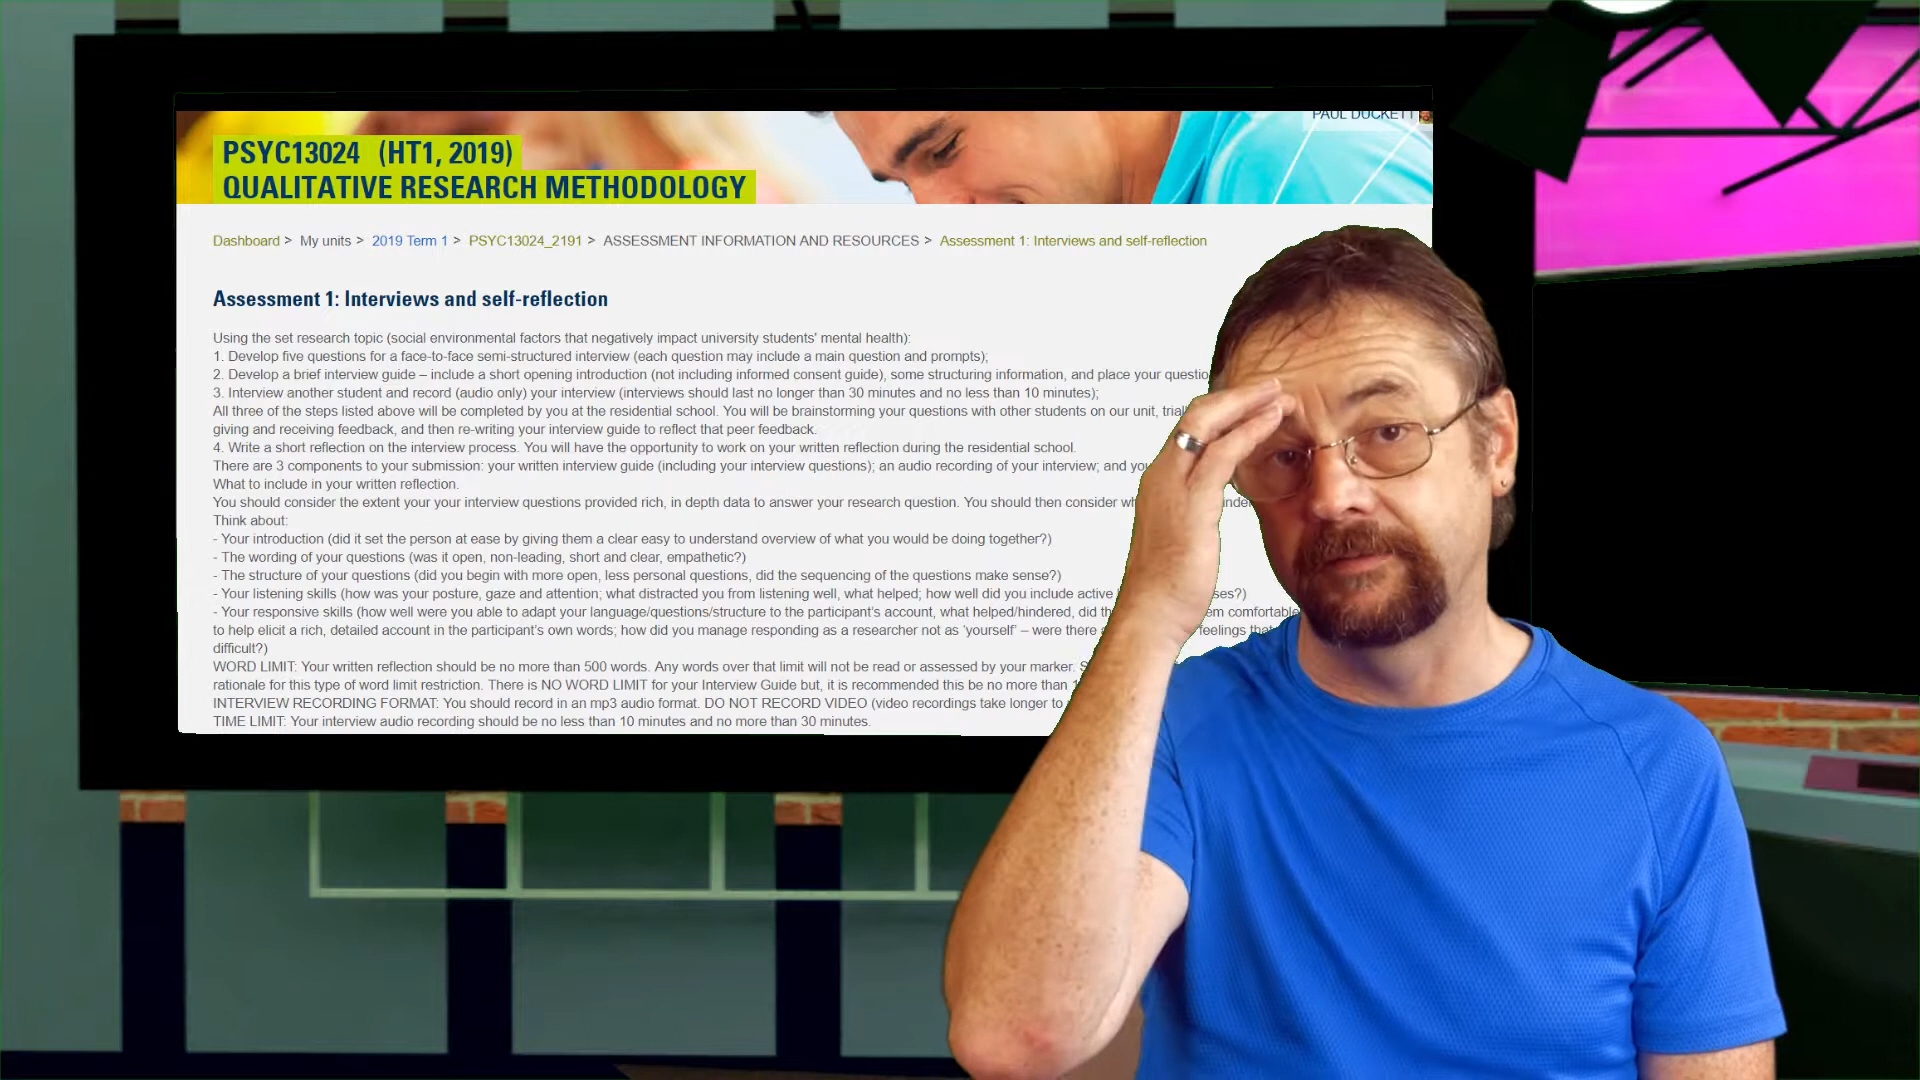 PAUL DUCKETT
PSYC13024 (HT1, 2019)
QUALITATIVE RESEARCH METHODOLOGY
Dashboard > My units > 2019 Term 1 > PSYC13024_2191 > ASSESSMENT INFORMATION AND RESOURCES > Assessment 1: Interviews and self-reflection
Assessment 1: Interviews and self-reflection
Using the set research topic (social environmental factors that negatively impact university students' mental health):
1. Develop five questions for a face-to-face semi-structured interview (each question may include a main question and prompts);
2. Develop a brief interview guide – include a short opening introduction (not including informed consent guide), some structuring information, and place your
3. Interview another student and record (audio only) your interview (interviews should last no longer than 30 minutes and no less than 10 minutes);
All three of the steps listed above will be completed by you at the residential school. You will be brainstorming your questions with other students on our unit,
giving and receiving feedback, and then re-writing your interview guide to reflect that peer feedback.
4. Write a short reflection on the interview process. You will have the opportunity to work on your written reflection during the residential school.
There are 3 components to your submission: your written interview guide (including your interview questions); an audio recording of your interview; and
What to include in your written reflection.
You should consider the extent your your interview questions provided rich, in depth data to answer your research question. You should then consider
Think about:
- Your introduction (did it set the person at ease by giving them a clear easy to understand overview of what you would be doing together?)
- The wording of your questions (was it open, non-leading, short and clear, empathetic?)
- The structure of your questions (did you begin with more open, less personal questions, did the sequencing of the questions make sense?)
- Your listening skills (how was your posture, gaze and attention; what distracted you from listening well, what helped; how well did you include active
- Your responsive skills (how well were you able to adapt your language/questions/structure to the participant's account, what helped/hindered, did comfortable
to help elicit a rich, detailed account in the participant's own words; how did you manage responding as a researcher not as 'yourself' – were there feelings
difficult?)
WORD LIMIT: Your written reflection should be no more than 500 words. Any words over that limit will not be read or assessed by your marker.
rationale for this type of word limit restriction. There is NO WORD LIMIT for your Interview Guide but, it is recommended this be no more than
INTERVIEW RECORDING FORMAT: You should record in an mp3 audio format. DO NOT RECORD VIDEO (video recordings take longer to
TIME LIMIT: Your interview audio recording should be no less than 10 minutes and no more than 30 minutes.